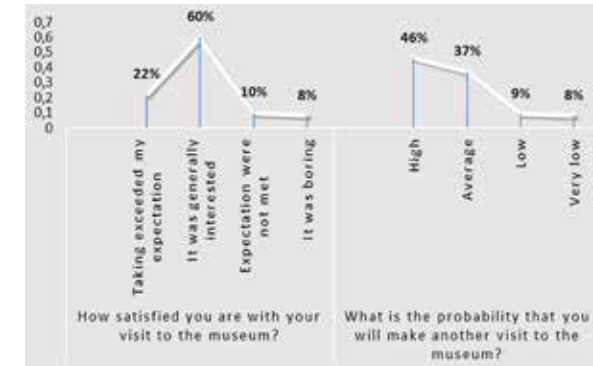 0,7
0,6
0,5
0,4
0,3
0,2
0,1
0
22%
60%
10%
8%
46%
37%
9%
8%
Taking exceeded my
expectation
It was generally
interested
Expectation were
not met
It was boring
High
Average
Low
Very low
How satisfied you are with your
visit to the museum?
What is the probability that you
will make another visit to the
museum?